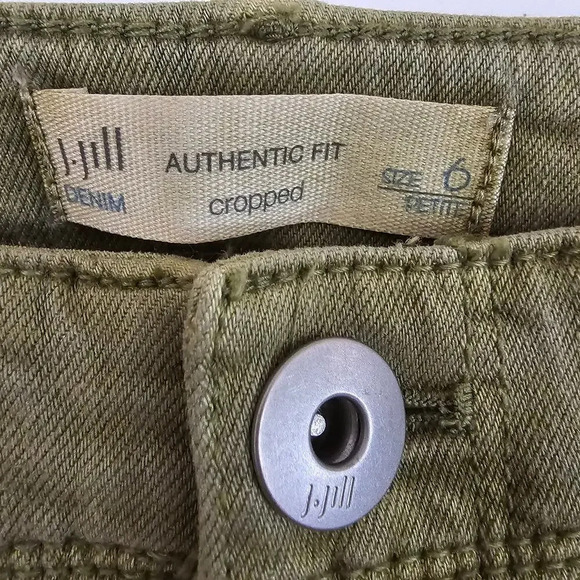 J.Jill AUTHENTIC FIT SIZE 6
DENIM cropped PETITE
J.Jill